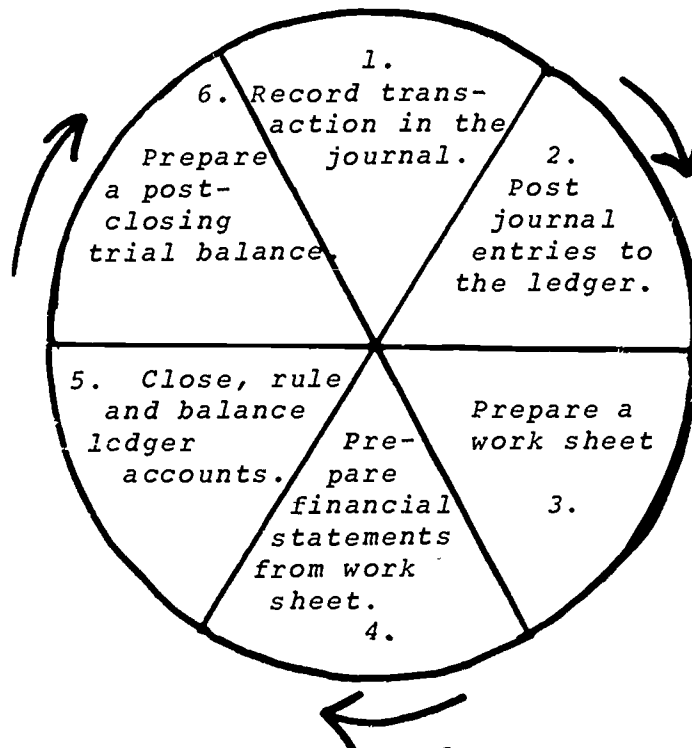 1.
Record trans-
action in the
journal.
2.
Post
journal
entries to
the ledger.
Prepare a
work sheet
3.
Pre-
pare
financial
statements
from work
sheet.
4.
5. Close, rule
and balance
lcdger
accounts.
6.
Prepare
a post-
closing
trial balance.